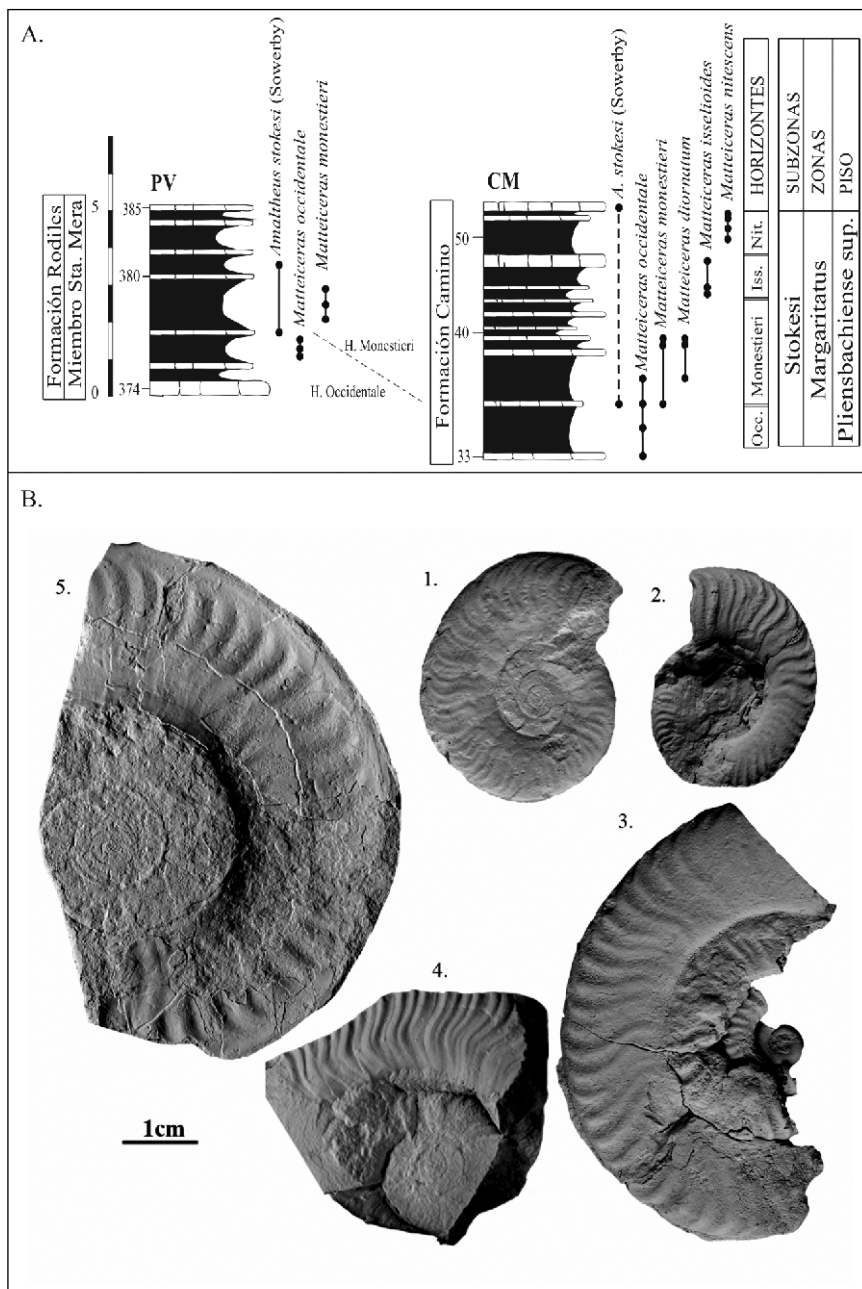 A.
Formación Rodiles
Miembro Sta. Mera
5
0
PV
385
380
374
Amaltheus stokesi (Sowerby)
Matteiceras occidentale
Matteiceras monestieri
H. Monestieri
H. Occidentale
Formación Camino
CM
50
40
33
A. stokesi (Sowerby)
Matteiceras occidentale
Matteiceras monestieri
Matteiceras diornatum
Matteiceras isselioides
Matteiceras nitescens
HORIZONTES
Nit.
Iss.
Monestieri
Occ.
SUBZONAS
Stokesi
ZONAS
Margaritatus
PISO
Pliensbachiense sup.
B.
5.
1.
2.
3.
4.
1cm